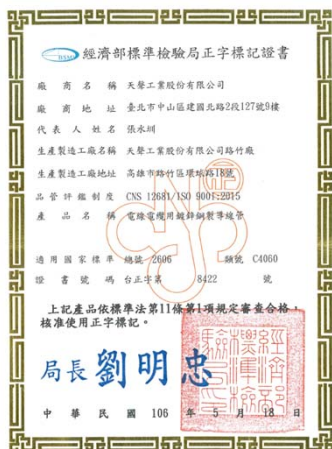 BSMI 經濟部標準檢驗局正字標記證書
廠商名稱 天聲工業股份有限公司
廠商地址 臺北市中山區建國北路2段127號9樓
代表人姓名 張水圳
生產製造工廠名稱 天聲工業股份有限公司路竹廠
生產製造工廠地址 高雄市路竹區環球路18號
品管評鑑制度 CNS 12681/ISO 9001:2015
產品名稱 電線電纜用鍍鋅鋼製導線管
適用國家標準 總號 2606 類號 C4060
證書號碼 台正字第 8422 號
上記產品依標準法第11條第1項規定審查合格，
核准使用正字標記。
局長 劉明忠
中華民國 106 年 5 月 18 日